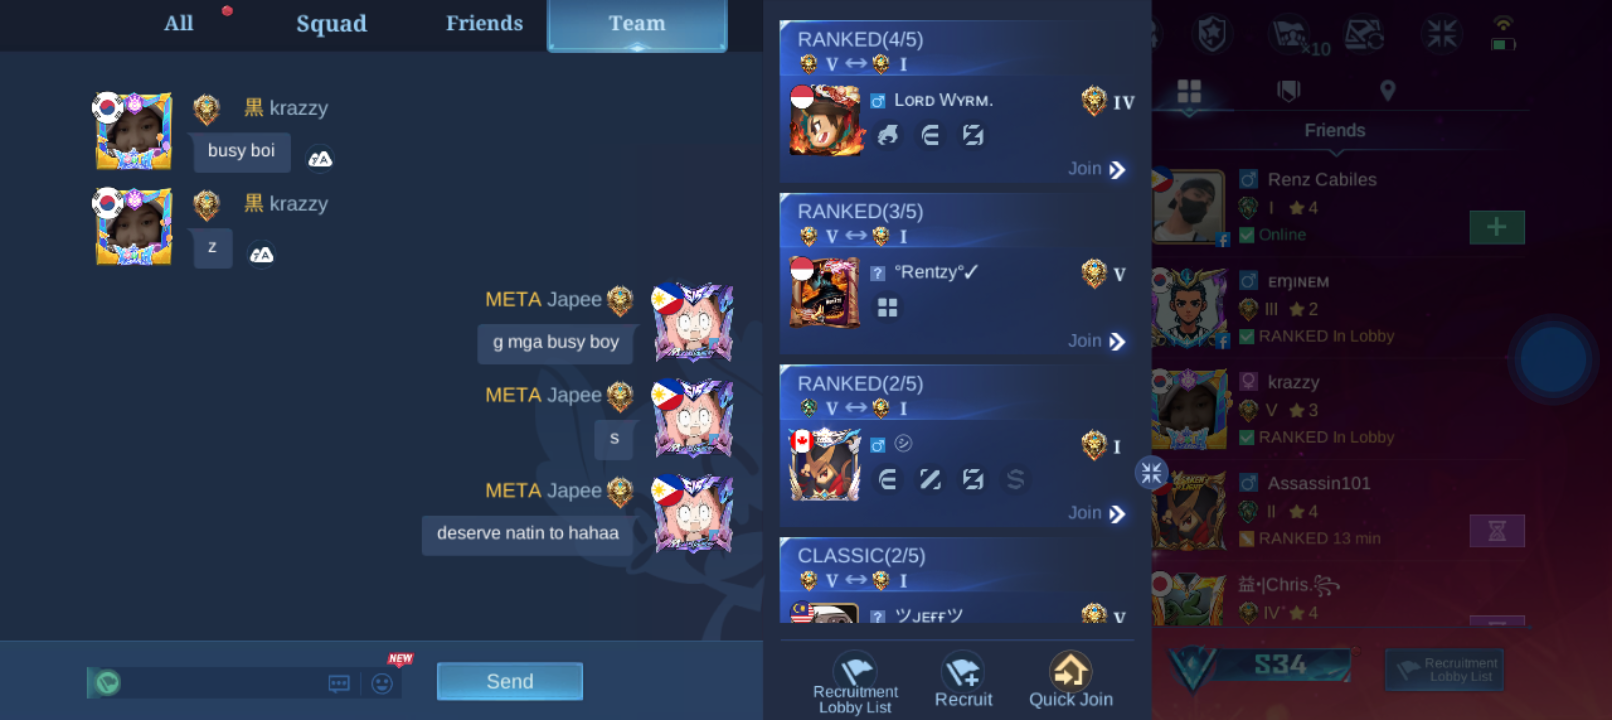 All
Squad
Friends
Team
黒 krazzy
busy boi
黒 krazzy
z
META Japee
g mga busy boy
META Japee
s
META Japee
deserve natin to hahaa
NEW
Send
RANKED(4/5)
V ↔ I
LORD WYRM.
IV
Join
RANKED(3/5)
V ↔ I
°Rentzy°✓
V
Join
RANKED(2/5)
V ↔ I
I
Join
CLASSIC(2/5)
V ↔ I
ツJEFFツ
V
Recruitment
Lobby List
Recruit
Quick Join
×10
Friends
Renz Cabiles
I ★4
Online
EMINEM
III ★2
RANKED In Lobby
krazzy
V ★3
RANKED In Lobby
Assassin101
II ★4
RANKED 13 min
益•|Chris.
IV ★4
S34
Recruitment
Lobby List